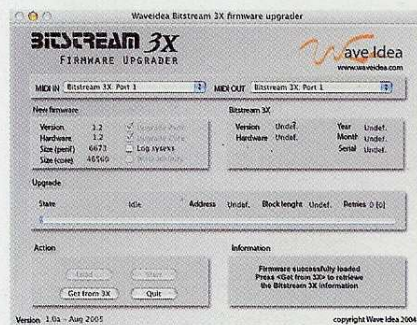 Waveidea Bitstream 3X firmware upgrader
BITSTREAM 3X
FIRMWARE UPGRADER
Wave Idea
www.waveidea.com
MIDI IN Bitstream 3X: Port 1
MIDI OUT Bitstream 3X: Port 1
New firmware
Version 1.2
Hardware 1.2
Size (perif) 6673
Size (core) 46560
Upgrade Perif
Upgrade Core
Log sysexs
Bitstream 3X
Version Undef. Year Undef.
Hardware Undef. Month Undef.
Serial Undef.
Upgrade
State Idle Address Undef. Block lenght Undef. Retries 0 [0]
Action
Load... Start
Get from 3X Quit
Information
Firmware successfully loaded
Press <Get from 3X> to retrieve
the Bitstream 3X information
Version 1.0a - Aug 2005
copyright Wave Idea 2004